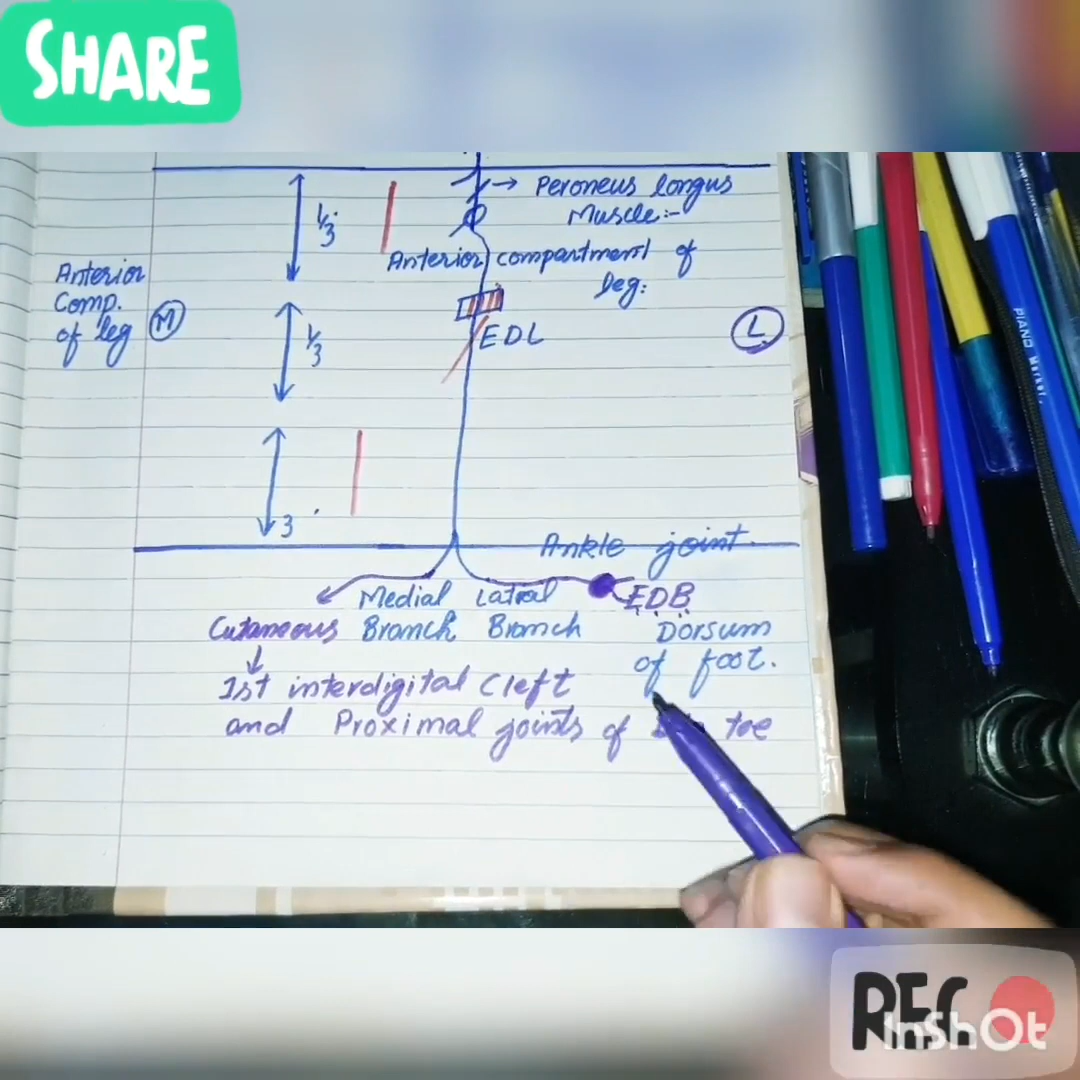 SHARE
→ Peroneus longus
Muscle:-
1/3
Anterior compartment of
leg:
Anterior
Comp.
of leg
M
1/3
EDL
L
PIANO Marker.
3
Ankle joint
Medial Lateral
EDB
Cutaneous Branch Branch Dorsum
of foot.
1st interdigital cleft
and Proximal joints of toe
REC
InShOt